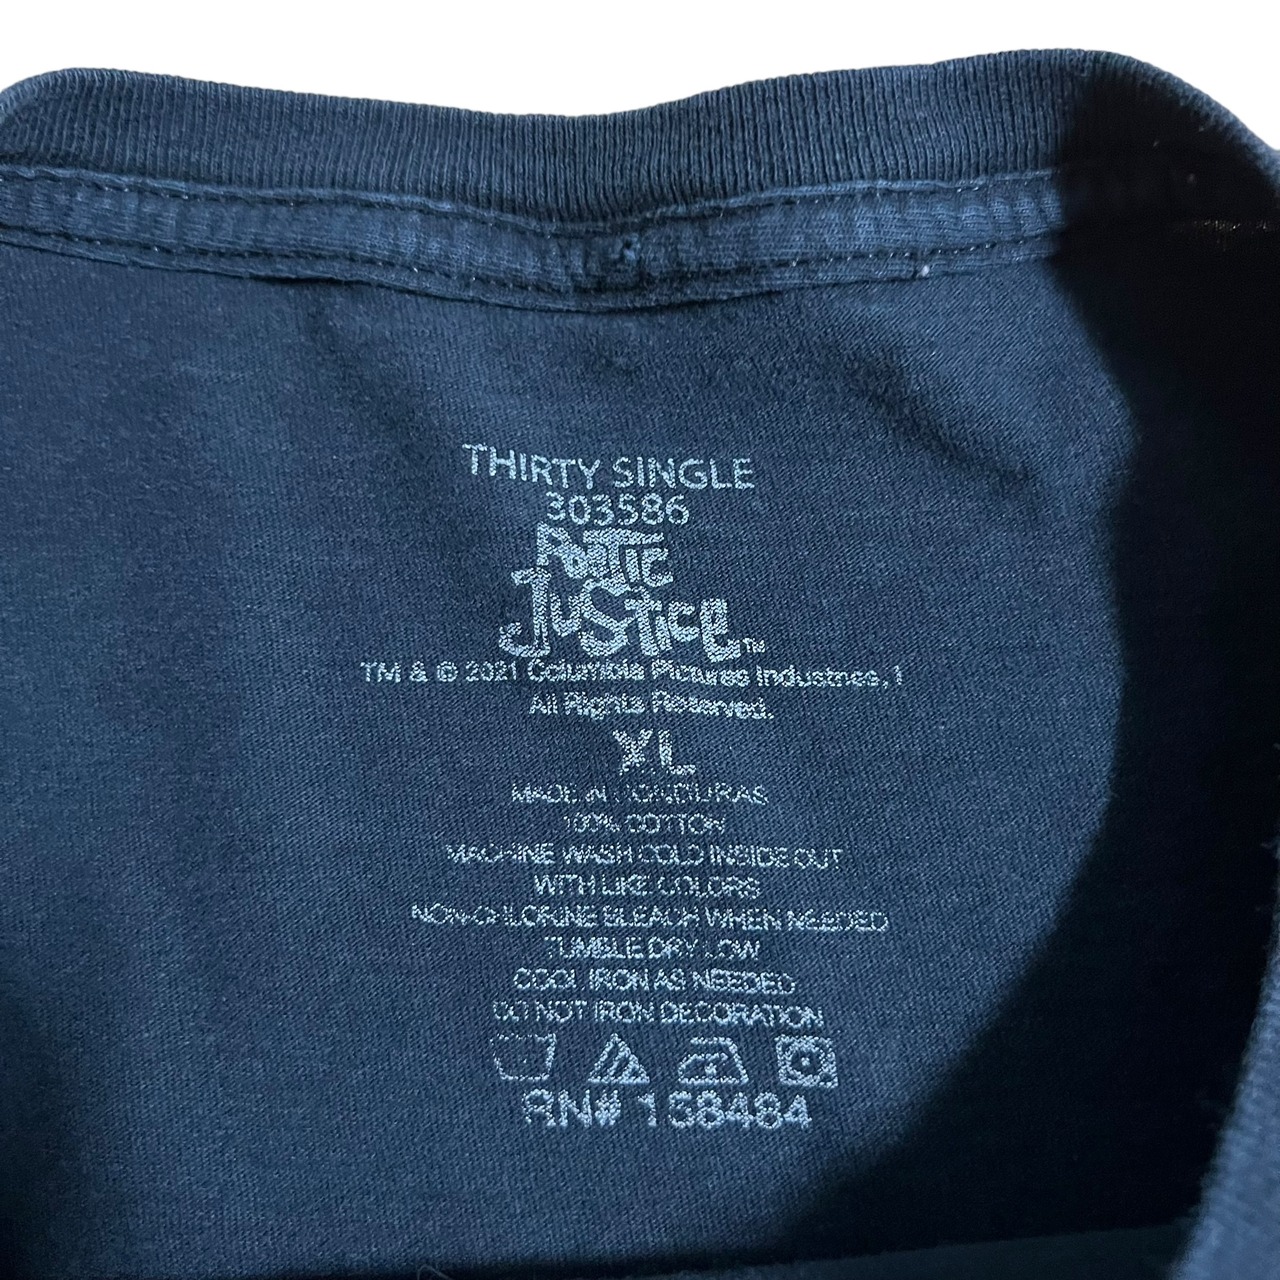 THIRTY SINGLE
303586
POETIC
JUSTICE™
TM & © 2021 Columbia Pictures Industries, I
All Rights Reserved.
XL
MADE IN HONDURAS
100% COTTON
MACHINE WASH COLD INSIDE OUT
WITH LIKE COLORS
NON-CHLORINE BLEACH WHEN NEEDED
TUMBLE DRY LOW
COOL IRON AS NEEDED
DO NOT IRON DECORATION
RN#